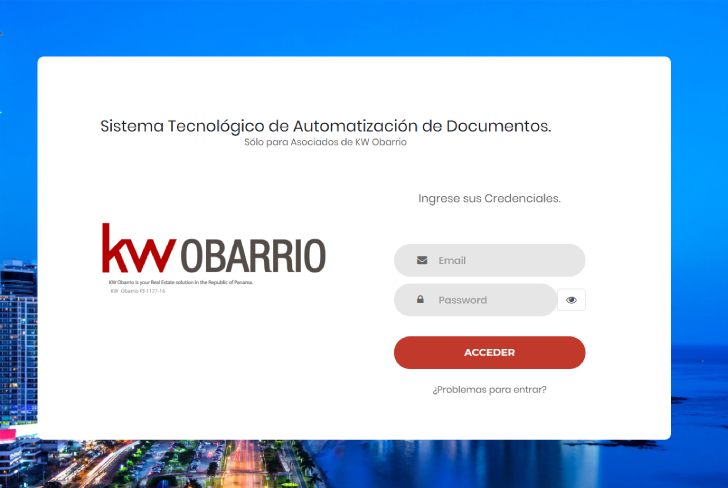 Sistema Tecnológico de Automatización de Documentos.
Sólo para Asociados de KW Obarrio
Ingrese sus Credenciales.
kw OBARRIO
KW Obarrio is your Real Estate solution in the Republic of Panama.
KW Obarrio PJ-1177-16
Email
Password
ACCEDER
¿Problemas para entrar?